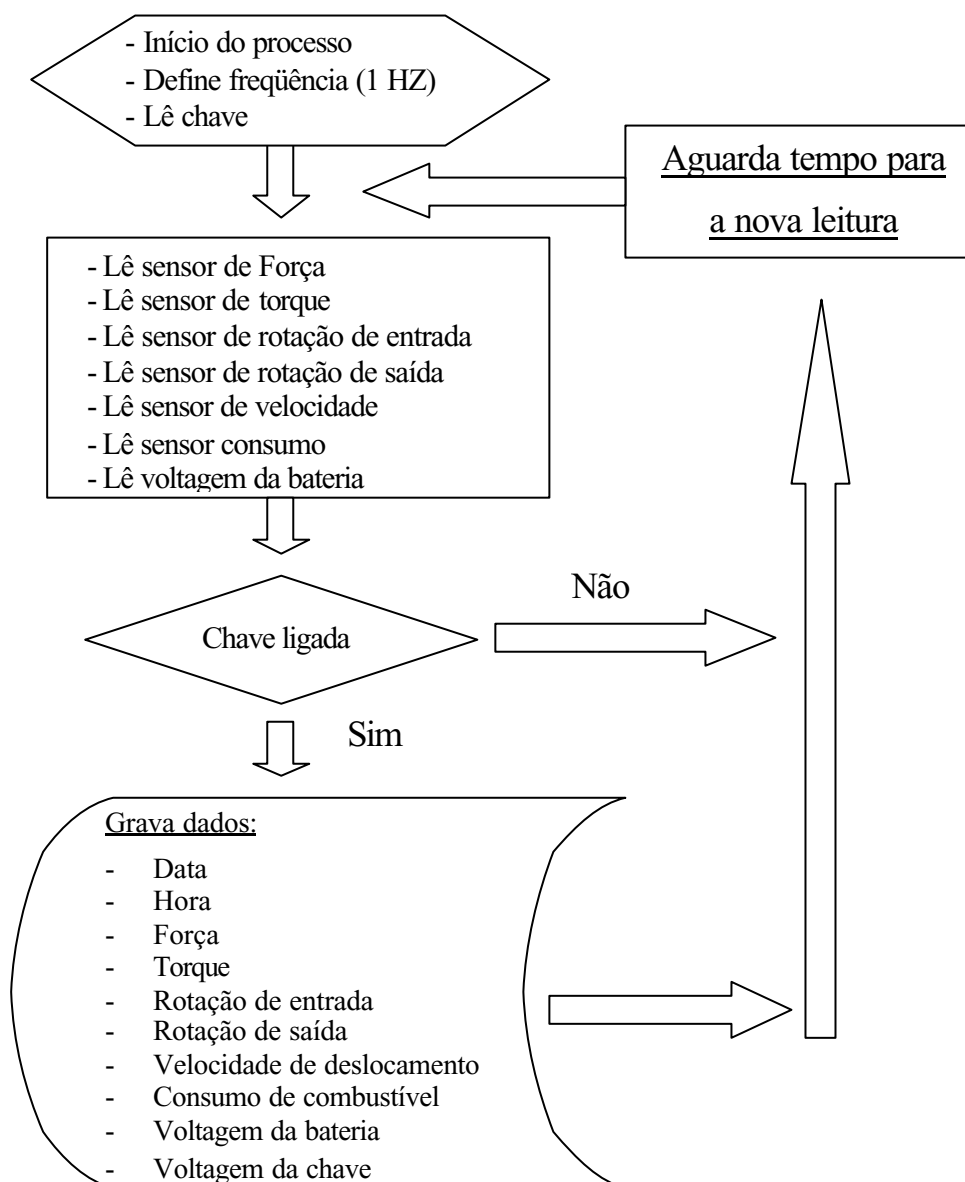 - Início do processo
- Define freqüência (1 HZ)
- Lê chave
Aguarda tempo para
a nova leitura
- Lê sensor de Força
- Lê sensor de torque
- Lê sensor de rotação de entrada
- Lê sensor de rotação de saída
- Lê sensor de velocidade
- Lê sensor consumo
- Lê voltagem da bateria
Não
Chave ligada
Sim
Grava dados:
- Data
- Hora
- Força
- Torque
- Rotação de entrada
- Rotação de saída
- Velocidade de deslocamento
- Consumo de combustível
- Voltagem da bateria
- Voltagem da chave